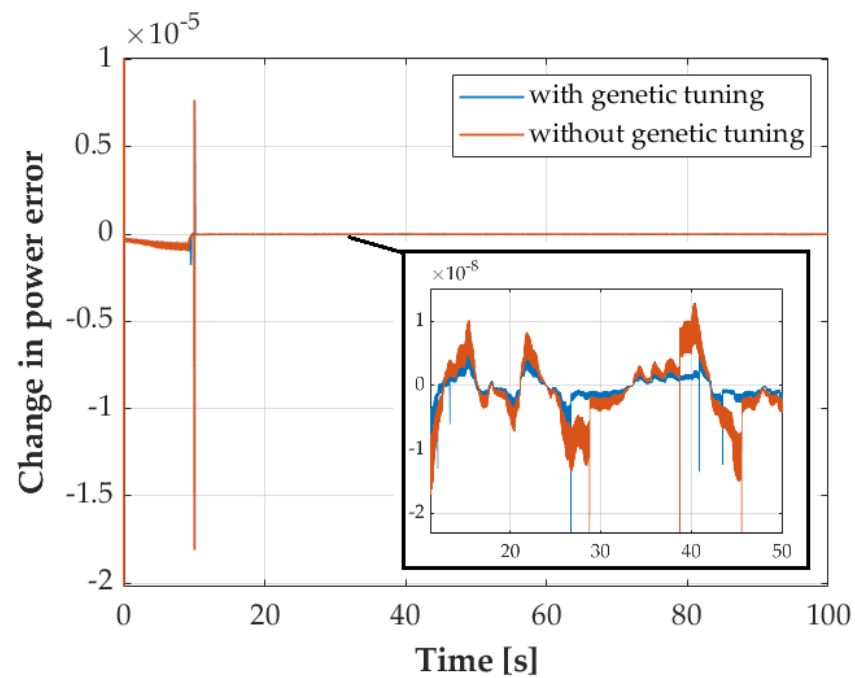 ×10⁻⁵
1
0.5
0
-0.5
-1
-1.5
-2
Change in power error
with genetic tuning
without genetic tuning
×10⁻⁸
1
0
-1
-2
20 30 40 50
0 20 40 60 80 100
Time [s]